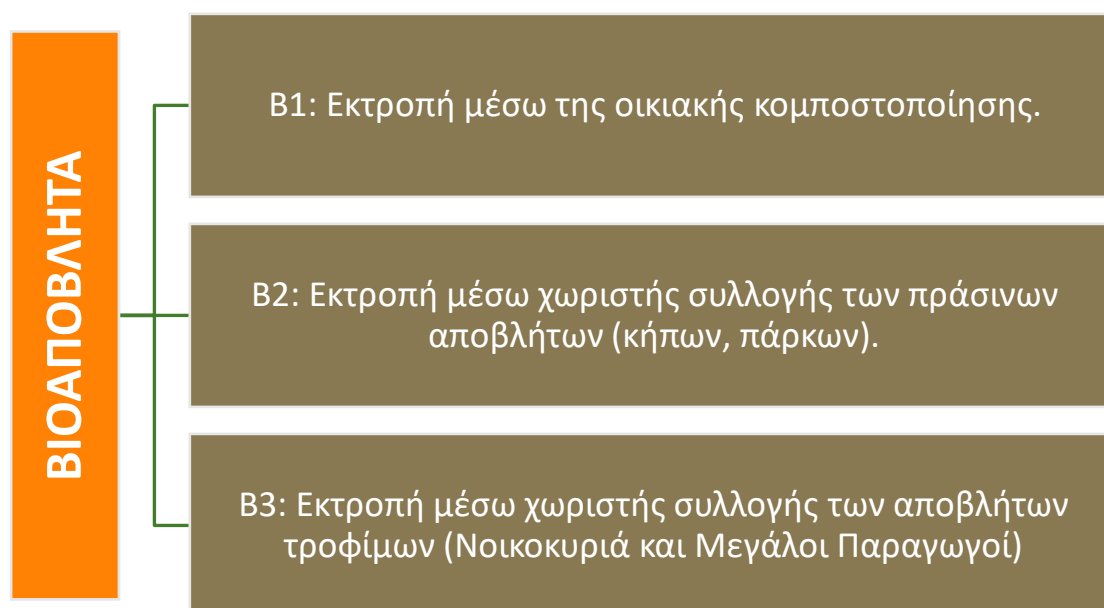 ΒΙΟΑΠΟΒΛΗΤΑ
Β1: Εκτροπή μέσω της οικιακής κομποστοποίησης.
Β2: Εκτροπή μέσω χωριστής συλλογής των πράσινων
αποβλήτων (κήπων, πάρκων).
Β3: Εκτροπή μέσω χωριστής συλλογής των αποβλήτων
τροφίμων (Νοικοκυριά και Μεγάλοι Παραγωγοί)